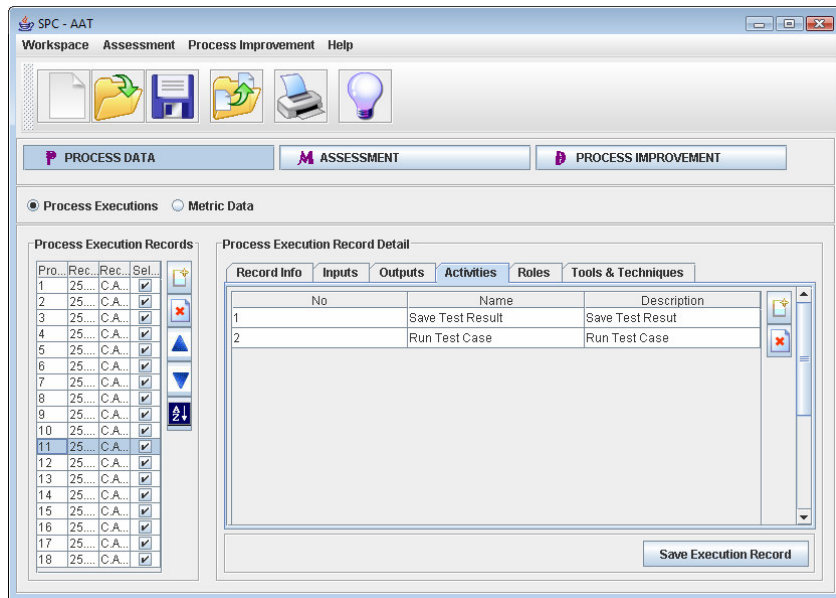 SPC - AAT
Workspace Assessment Process Improvement Help
P PROCESS DATA M ASSESSMENT D PROCESS IMPROVEMENT
Process Executions Metric Data
Process Execution Records Process Execution Record Detail
Record Info Inputs Outputs Activities Roles Tools & Techniques
Pro... Rec... Rec... Sel...
No Name Description
1 25.... C.A...
2 25.... C.A...
3 25.... C.A...
4 25.... C.A...
5 25.... C.A...
6 25.... C.A...
7 25.... C.A...
8 25.... C.A...
9 25.... C.A...
10 25.... C.A...
11 25.... C.A...
12 25.... C.A...
13 25.... C.A...
14 25.... C.A...
15 25.... C.A...
16 25.... C.A...
17 25.... C.A...
18 25.... C.A...
A Z
1 Save Test Result Save Test Resut
2 Run Test Case Run Test Case
Save Execution Record